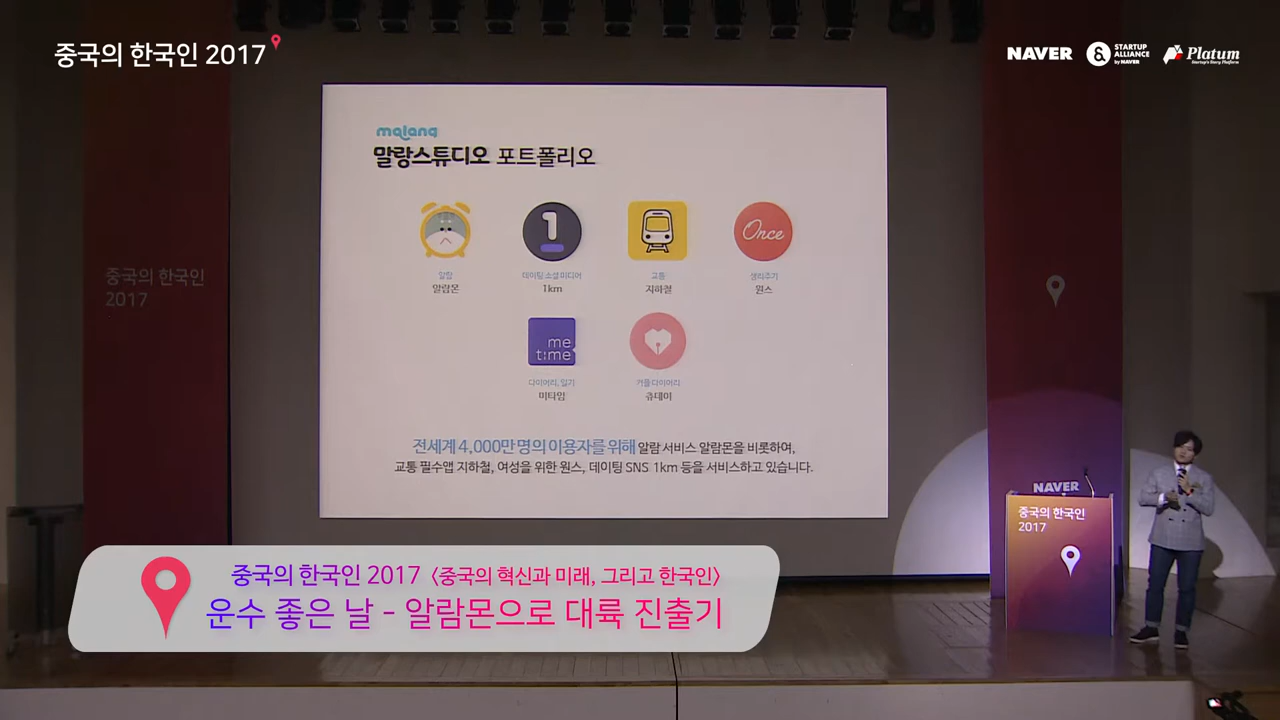 중국의 한국인 2017
NAVER
&
STARTUP
ALLIANCE
by NAVER
Platum
Startup's Story Platform
malang
말랑스튜디오 포트폴리오
1
Once
알람
데이팅 소셜 미디어
교통
생리주기
알람몬
1km
지하철
원스
me
time
다이어리, 일기
커플 다이어리
미타임
츄데이
전세계 4,000만 명의 이용자를 위해 알람 서비스 알람몬을 비롯하여,
교통 필수앱 지하철, 여성을 위한 원스, 데이팅 SNS 1km 등을 서비스하고 있습니다.
중국의 한국인
2017
NAVER
중국의 한국인
2017
중국의 한국인 2017 〈중국의 혁신과 미래, 그리고 한국인〉
운수 좋은 날 - 알람몬으로 대륙 진출기